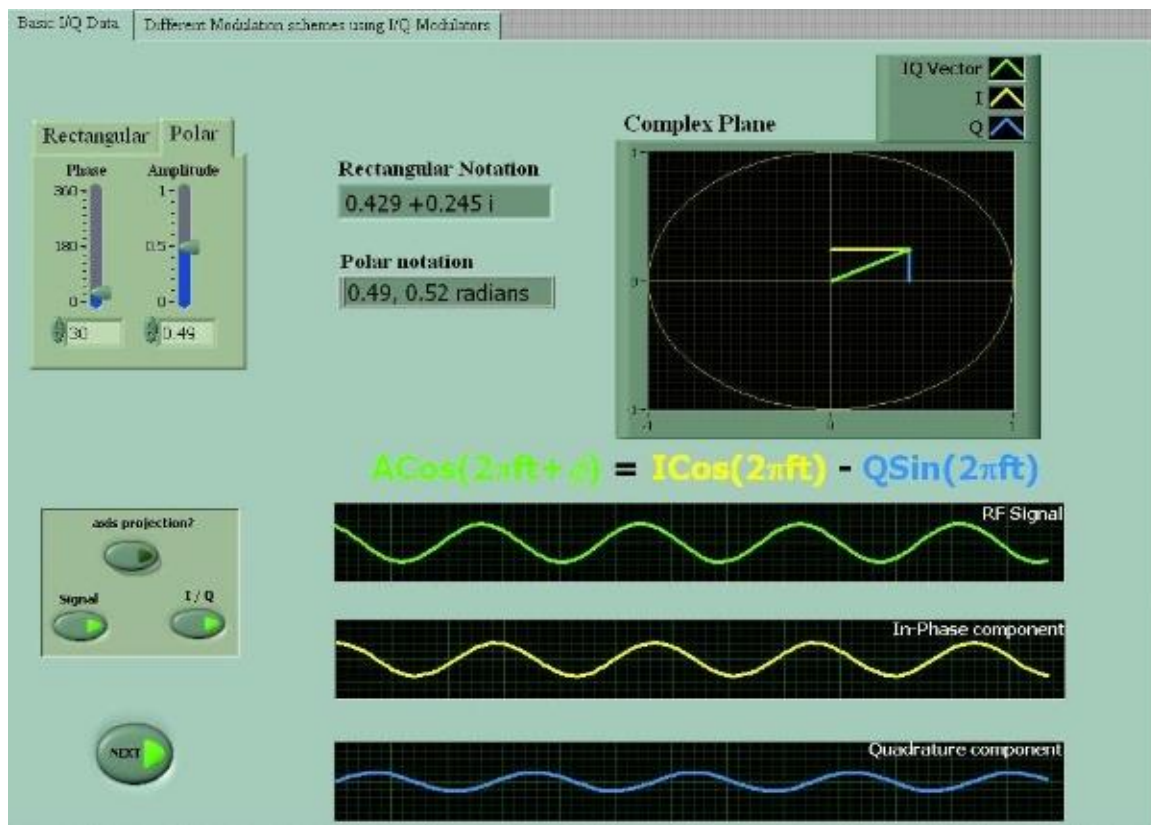 Basic I/Q Data
Different Modulation schemes using I/Q Modulators
IQ Vector
I
Q
Rectangular
Polar
Phase
Amplitude
360
180
0
1
0.5
0
30
0.49
Rectangular Notation
0.429 +0.245 i
Polar notation
0.49, 0.52 radians
Complex Plane
1
0
-1
0
1
ACos(2πft+φ) = ICos(2πft) - QSin(2πft)
axis projection?
Signal
I / Q
NEXT
RF Signal
In-Phase component
Quadrature component